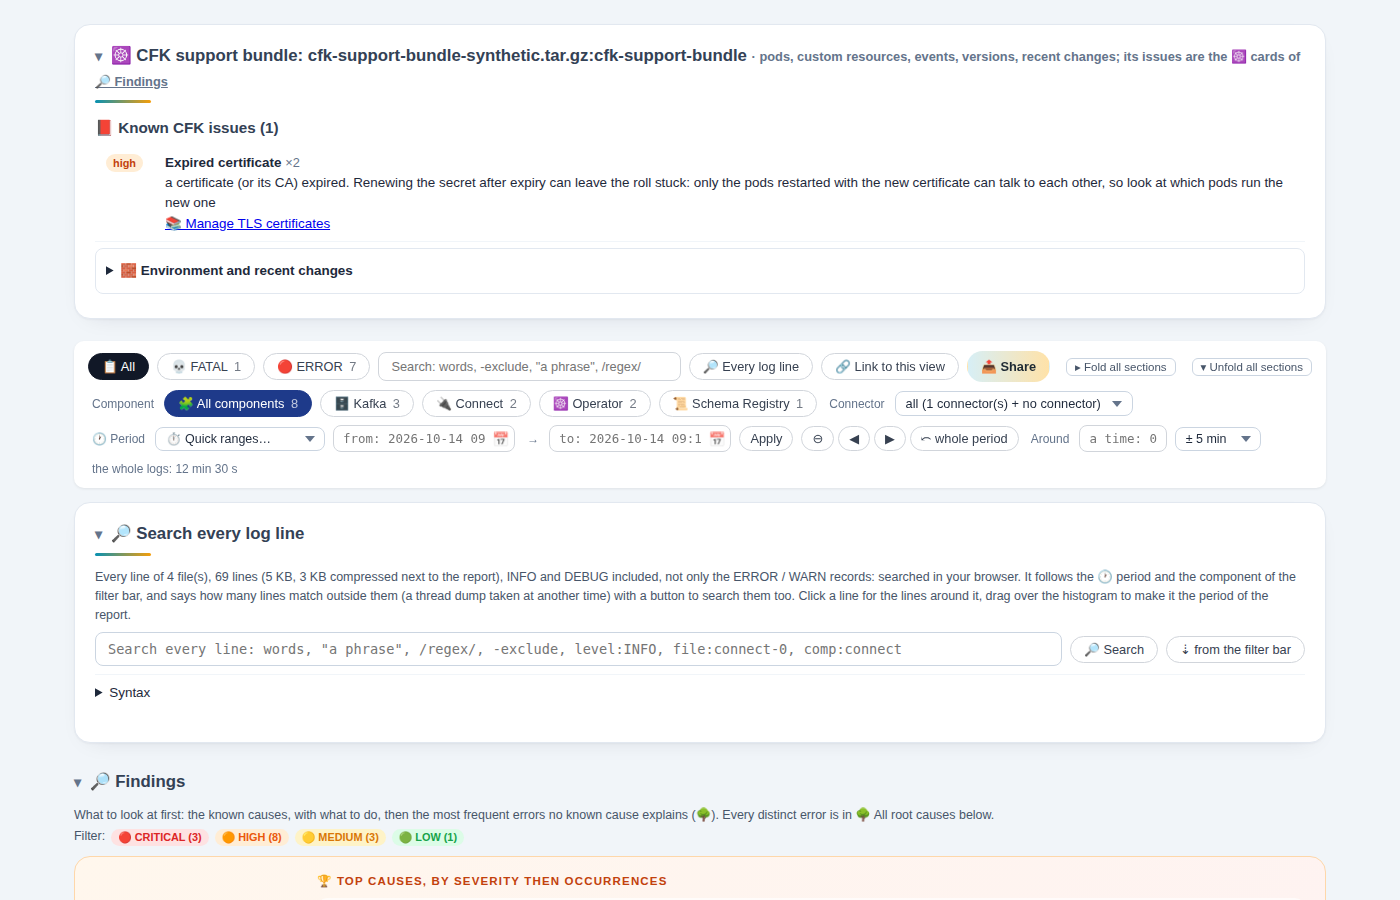 ▼ CFK support bundle: cfk-support-bundle-synthetic.tar.gz:cfk-support-bundle · pods, custom resources, events, versions, recent changes; its issues are the ☸ cards of
🔎 Findings
📕 Known CFK issues (1)
high Expired certificate ×2
a certificate (or its CA) expired. Renewing the secret after expiry can leave the roll stuck: only the pods restarted with the new certificate can talk to each other, so look at which pods run the
new one
📚 Manage TLS certificates
▶ 🧱 Environment and recent changes
📋 All 💀 FATAL 1 🔴 ERROR 7 Search: words, -exclude, "a phrase", /regex/ 🔎 Every log line 🔗 Link to this view 📤 Share ▸ Fold all sections ▾ Unfold all sections
Component 🧩 All components 8 🗄️ Kafka 3 🔌 Connect 2 ☸ Operator 2 📜 Schema Registry 1 Connector all (1 connector(s) + no connector)
🕐 Period ⏱️ Quick ranges… from: 2026-10-14 09 📅 → to: 2026-10-14 09:1 📅 Apply ⊖ ◀ ▶ ⤺ whole period Around a time: 0 ± 5 min
the whole logs: 12 min 30 s
▼ 🔎 Search every log line
Every line of 4 file(s), 69 lines (5 KB, 3 KB compressed next to the report), INFO and DEBUG included, not only the ERROR / WARN records: searched in your browser. It follows the 🕐 period and the component of the
filter bar, and says how many lines match outside them (a thread dump taken at another time) with a button to search them too. Click a line for the lines around it, drag over the histogram to make it the period of the
report.
Search every line: words, "a phrase", /regex/, -exclude, level:INFO, file:connect-0, comp:connect 🔎 Search ⇣ from the filter bar
▶ Syntax
▼ 🔎 Findings
What to look at first: the known causes, with what to do, then the most frequent errors no known cause explains (🌳). Every distinct error is in 🌳 All root causes below.
Filter: 🔴 CRITICAL (3) 🟠 HIGH (8) 🟡 MEDIUM (3) 🟢 LOW (1)
🏆 TOP CAUSES, BY SEVERITY THEN OCCURRENCES